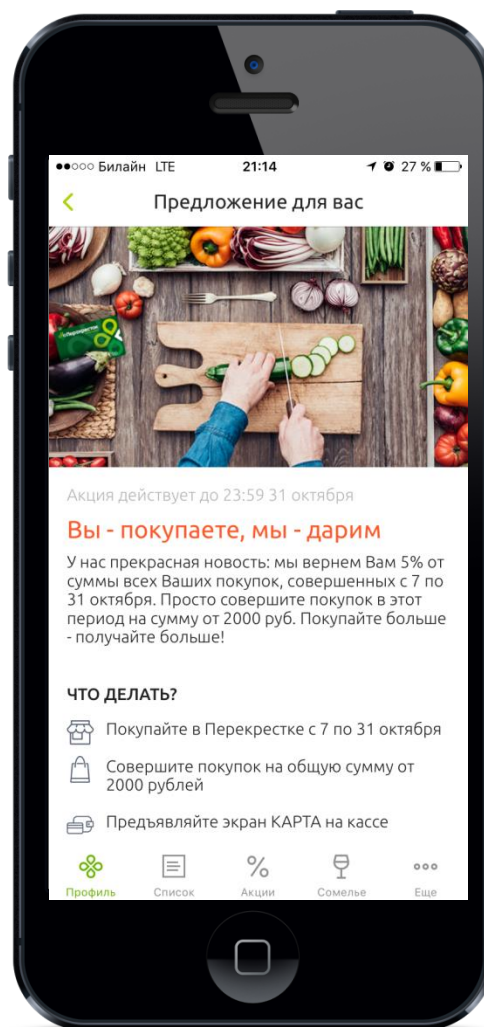 Билайн LTE 21:14 27 %
Предложение для вас
Перекресток
Акция действует до 23:59 31 октября
Вы - покупаете, мы - дарим
У нас прекрасная новость: мы вернем Вам 5% от
суммы всех Ваших покупок, совершенных с 7 по
31 октября. Просто совершите покупок в этот
период на сумму от 2000 руб. Покупайте больше
- получайте больше!
ЧТО ДЕЛАТЬ?
Покупайте в Перекрестке с 7 по 31 октября
Совершите покупок на общую сумму от
2000 рублей
Предъявляйте экран КАРТА на кассе
Профиль Список Акции Сомелье Еще